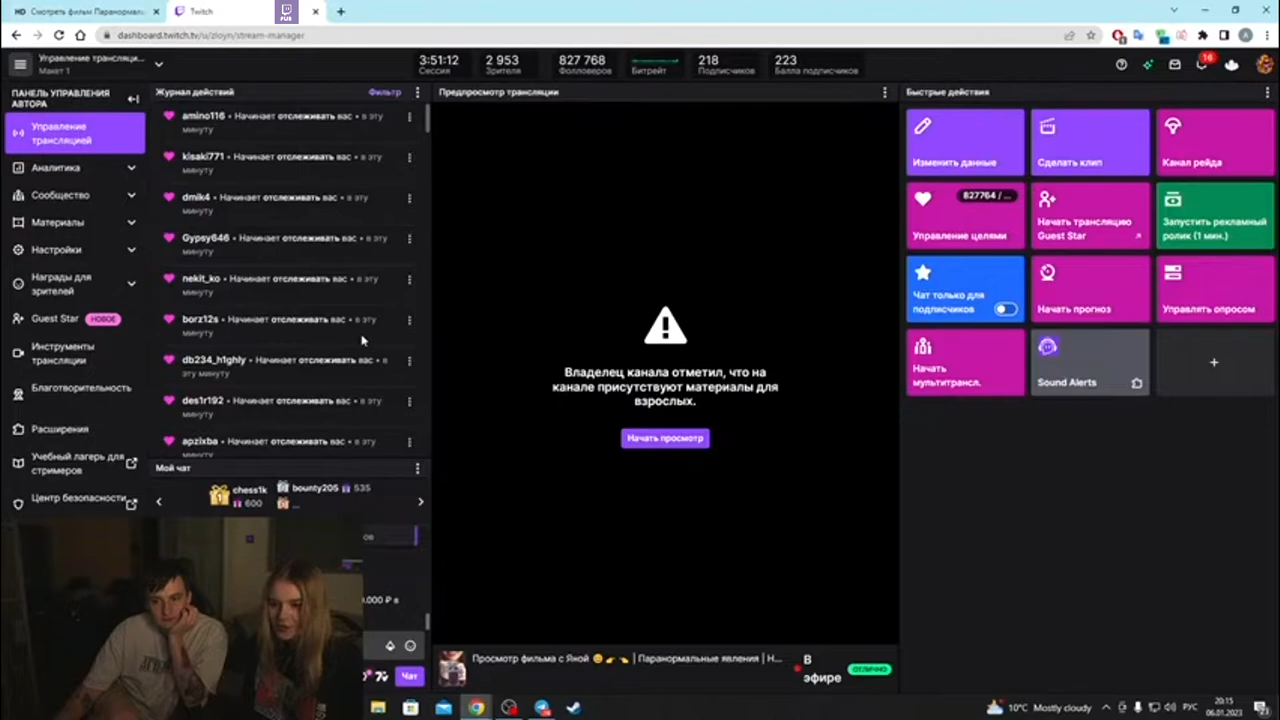 HD Смотреть фильм Паранормаль
Twitch
PUB
dashboard.twitch.tv/u/zloyn/stream-manager
Управление трансляци...
Макет 1
3:51:12
Сессия
2 953
Зрителя
827 768
Фолловеров
Битрейт
218
Подписчиков
223
Балла подписчиков
16
ПАНЕЛЬ УПРАВЛЕНИЯ
АВТОРА
Управление
трансляцией
Аналитика
Сообщество
Материалы
Настройки
Награды для
зрителей
Guest Star НОВОЕ
Инструменты
трансляции
Благотворительность
Расширения
Учебный лагерь для
стримеров
Центр безопасности
Журнал действий
Фильтр
amino116 • Начинает отслеживать вас • в эту
минуту
kisaki771 • Начинает отслеживать вас • в эту
минуту
dmik4 • Начинает отслеживать вас • в эту
минуту
Gypsy646 • Начинает отслеживать вас • в эту
минуту
nekit_ko • Начинает отслеживать вас • в эту
минуту
borz12s • Начинает отслеживать вас • в эту
минуту
db234_h1ghly • Начинает отслеживать вас • в
эту минуту
des1r192 • Начинает отслеживать вас • в эту
минуту
apzixba • Начинает отслеживать вас • в эту
минуту
Мой чат
chess1k
600
bounty205 535
...
ов
0.000 ₽ в
Чат
Предпросмотр трансляции
Владелец канала отметил, что на
канале присутствуют материалы для
взрослых.
Начать просмотр
Просмотр фильма с Яной | Паранормальные явления | Н...
В
эфире
ОТЛИЧНО
Быстрые действия
Изменить данные
Сделать клип
Канал рейда
827764 / ...
Управление целями
Начать трансляцию
Guest Star
Запустить рекламный
ролик (1 мин.)
Чат только для
подписчиков
Начать прогноз
Управлять опросом
Начать
мультитрансл.
Sound Alerts
10°C Mostly cloudy
РУС
20:15
06.01.2023